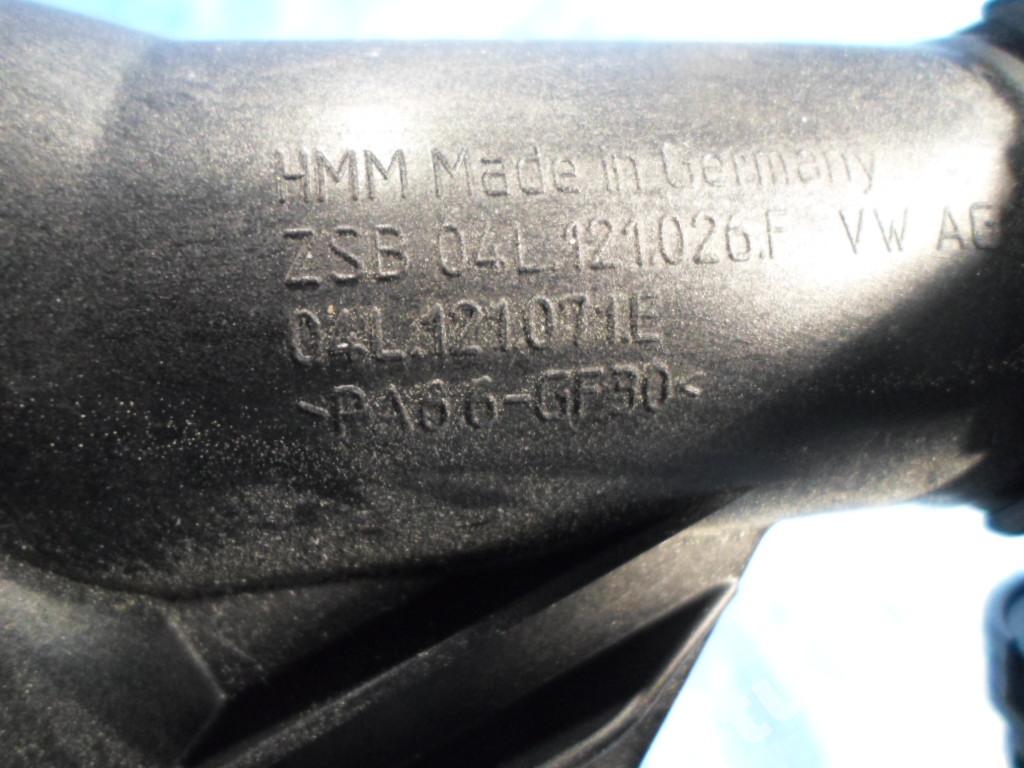 HMM Made in Germany
ZSB 04L.121.026.F VW AG
04L.121.071.E
>PA66-GF30<